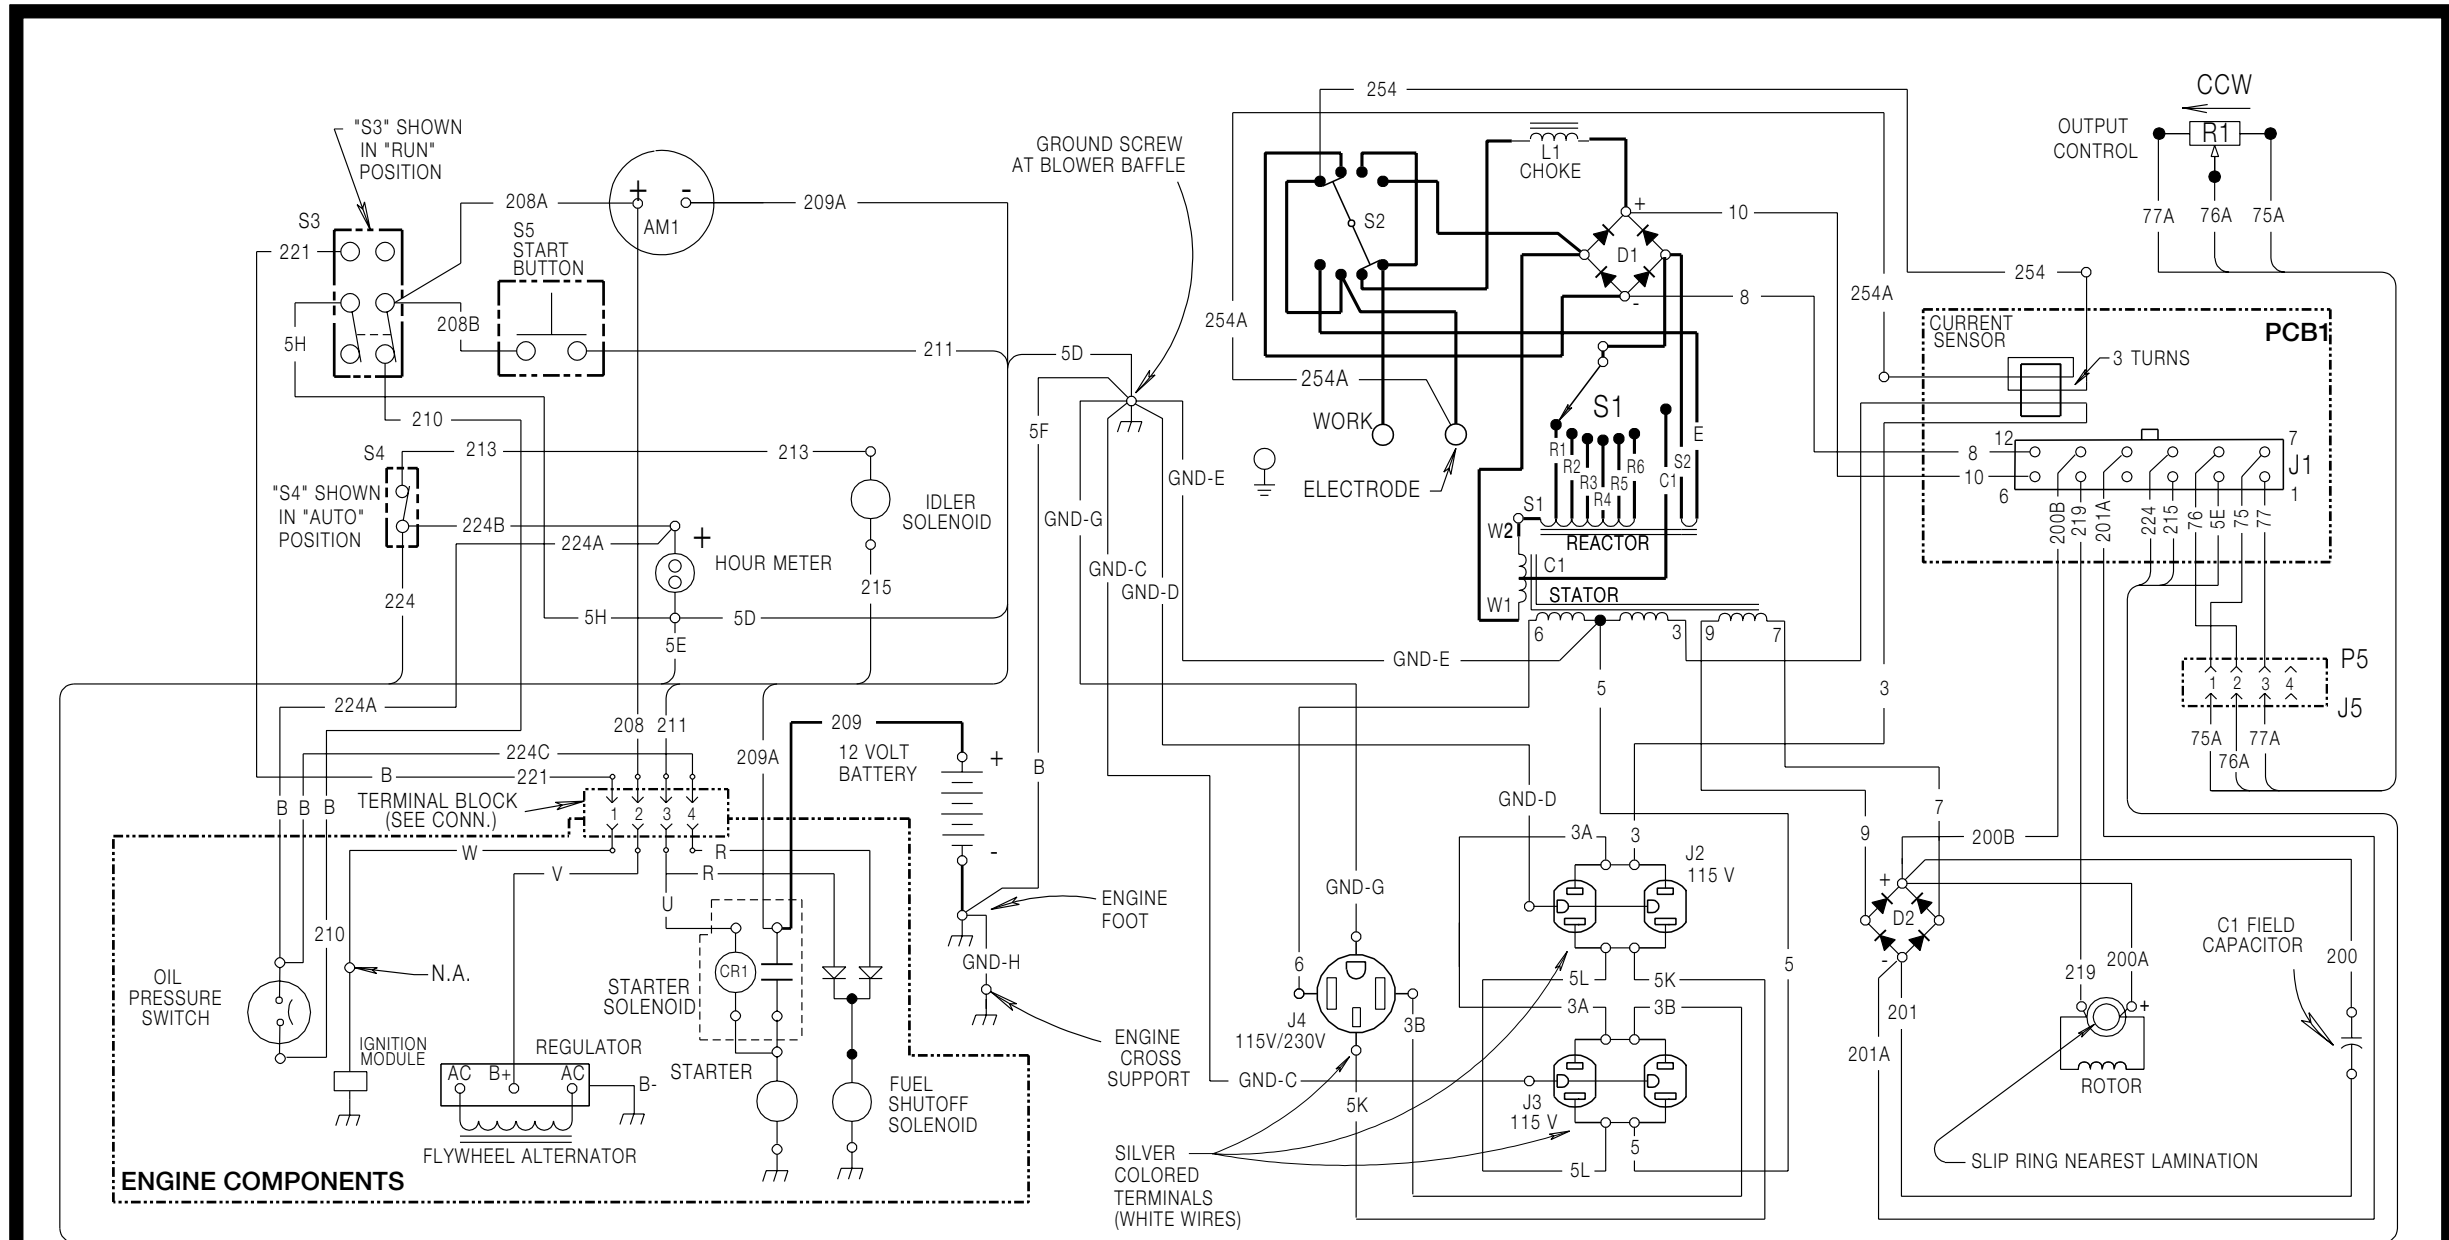 "S3" SHOWN
IN "RUN"
POSITION
S3
221
5H
208A
208B
S5
START
BUTTON
+
-
AM1
209A
211
210
S4
213
213
"S4" SHOWN
IN "AUTO"
POSITION
224B
224A
224
+
HOUR METER
IDLER
SOLENOID
215
5H
5D
5E
224A
208
211
224C
B
221
B
B
B
TERMINAL BLOCK
(SEE CONN.)
1
2
3
4
W
V
R
R
U
209A
209
12 VOLT
BATTERY
+
-
ENGINE
FOOT
GND-H
ENGINE
CROSS
SUPPORT
210
N.A.
OIL
PRESSURE
SWITCH
IGNITION
MODULE
REGULATOR
AC
B+
AC
B-
FLYWHEEL ALTERNATOR
CR1
STARTER
SOLENOID
STARTER
FUEL
SHUTOFF
SOLENOID
ENGINE COMPONENTS
GROUND SCREW
AT BLOWER BAFFLE
5D
5F
B
GND-G
GND-E
GND-C
GND-D
254
254A
254A
S2
L1
CHOKE
+
D1
-
10
8
WORK
ELECTRODE
S1
R1
R2
R3
R4
R5
R6
C1
S2
E
S1
W2
REACTOR
C1
STATOR
W1
6
3
9
7
GND-E
5
3
GND-D
GND-G
3A
3
J2
115 V
5L
5K
5
6
J4
115V/230V
3B
3A
3B
GND-C
5K
J3
115 V
5L
5
SILVER
COLORED
TERMINALS
(WHITE WIRES)
CCW
OUTPUT
CONTROL
R1
77A
76A
75A
254
254A
CURRENT
SENSOR
PCB1
3 TURNS
12
7
8
10
6
1
J1
200B
219
201A
224
215
76
5E
75
77
P5
1
2
3
4
J5
75A
76A
77A
9
7
200B
+
D2
-
201
201A
219
200A
+
C1 FIELD
CAPACITOR
200
ROTOR
SLIP RING NEAREST LAMINATION